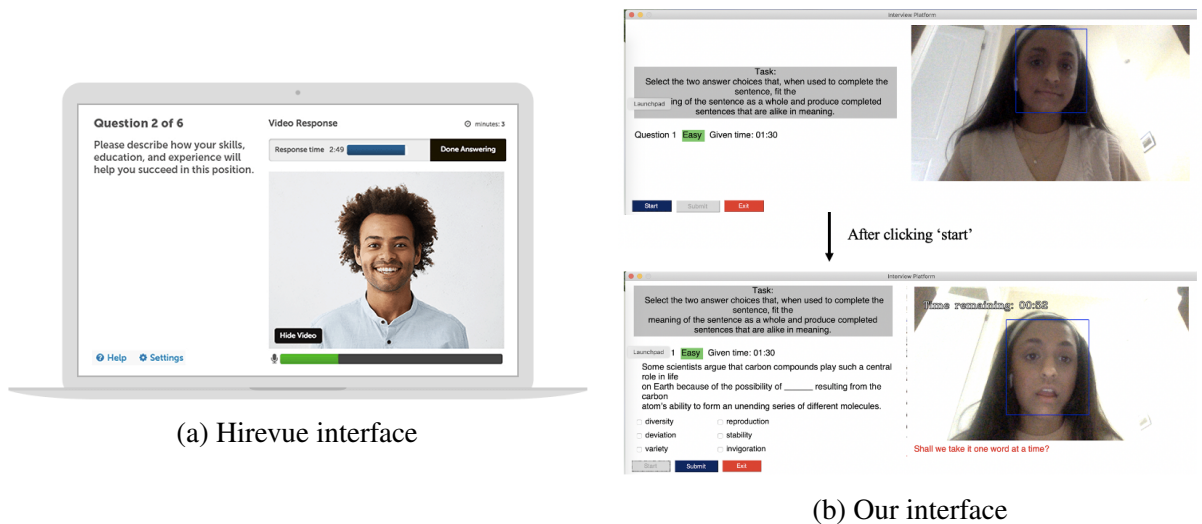 Question 2 of 6
Please describe how your skills,
education, and experience will
help you succeed in this position.
Video Response
minutes: 3
Response time 2:49
Done Answering
Hide Video
Help
Settings
(a) Hirevue interface
Interview Platform
Task:
Select the two answer choices that, when used to complete the
sentence, fit the
ing of the sentence as a whole and produce completed
sentences that are alike in meaning.
Launchpad
Question 1 Easy Given time: 01:30
Start Submit Exit
After clicking ‘start’
Interview Platform
Task:
Select the two answer choices that, when used to complete the
sentence, fit the
meaning of the sentence as a whole and produce completed
sentences that are alike in meaning.
Launchpad 1 Easy Given time: 01:30
Some scientists argue that carbon compounds play such a central
role in life
on Earth because of the possibility of ______ resulting from the
carbon
atom's ability to form an unending series of different molecules.
diversity reproduction
deviation stability
variety invigoration
Start Submit Exit
Time remaining: 00:52
Shall we take it one word at a time?
(b) Our interface